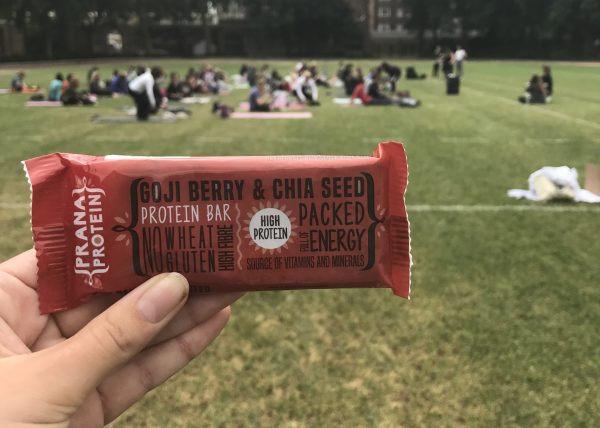 PRANA
PROTEIN
GOJI BERRY & CHIA SEED
PROTEIN BAR
NO WHEAT
GLUTEN
HIGH FIBRE
HIGH
PROTEIN
PACKED
FULL OF ENERGY
SOURCE OF VITAMINS AND MINERALS